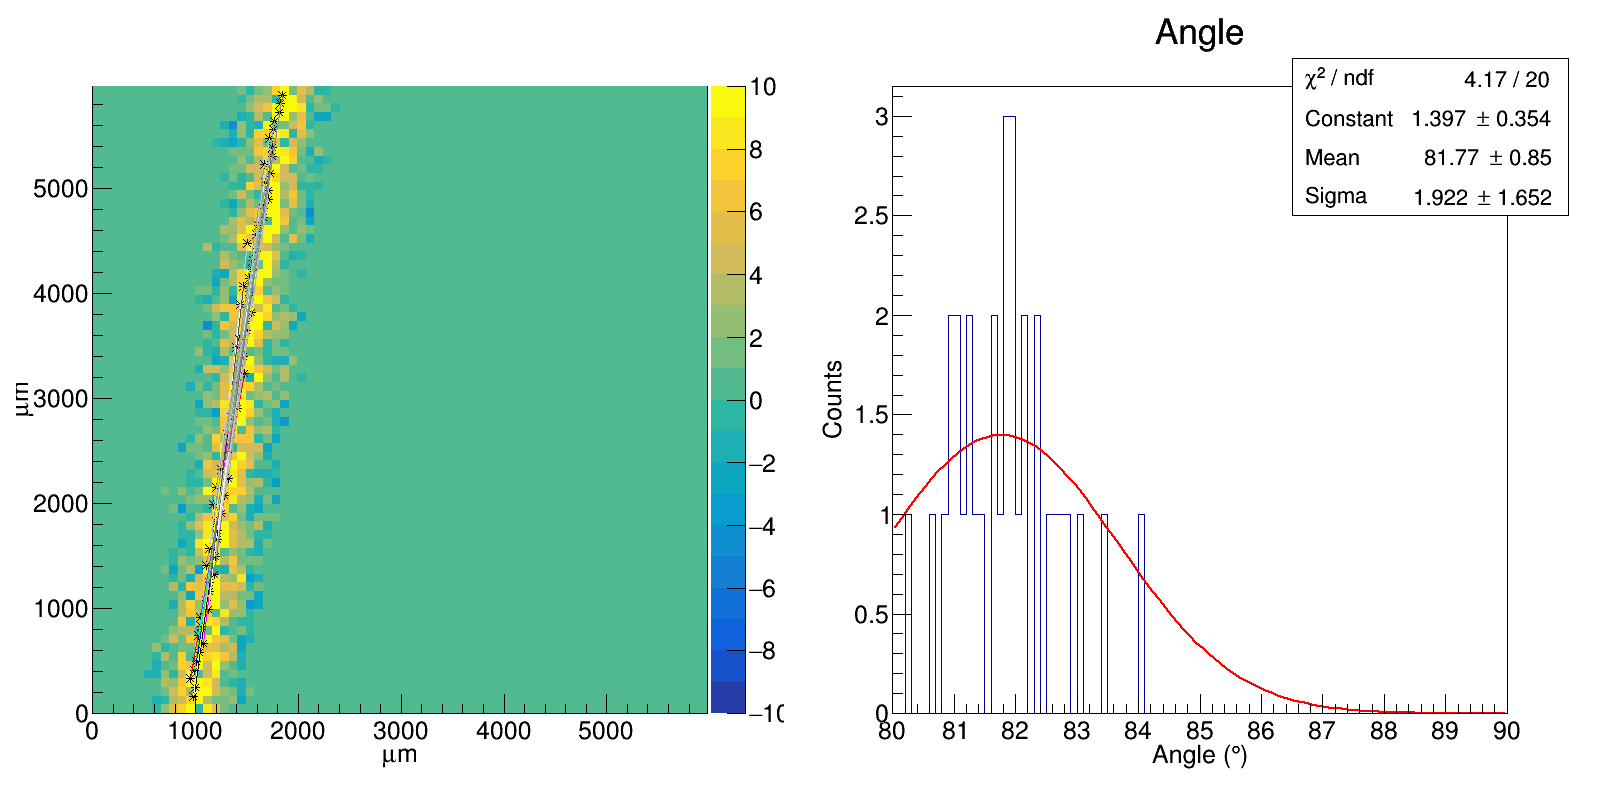 Angle
χ² / ndf 4.17 / 20
Constant 1.397 ± 0.354
Mean 81.77 ± 0.85
Sigma 1.922 ± 1.652
5000
4000
3000
2000
1000
0
μm
0 1000 2000 3000 4000 5000
μm
10
8
6
4
2
0
−2
−4
−6
−8
−10
3
2.5
2
1.5
1
0.5
0
Counts
80 81 82 83 84 85 86 87 88 89 90
Angle (°)